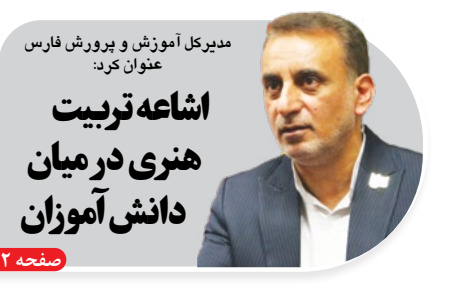 مدیرکل آموزش و پرورش فارس
عنوان کرد:
اشاعه تربیت
هنری در میان
دانش آموزان
صفحه ۲